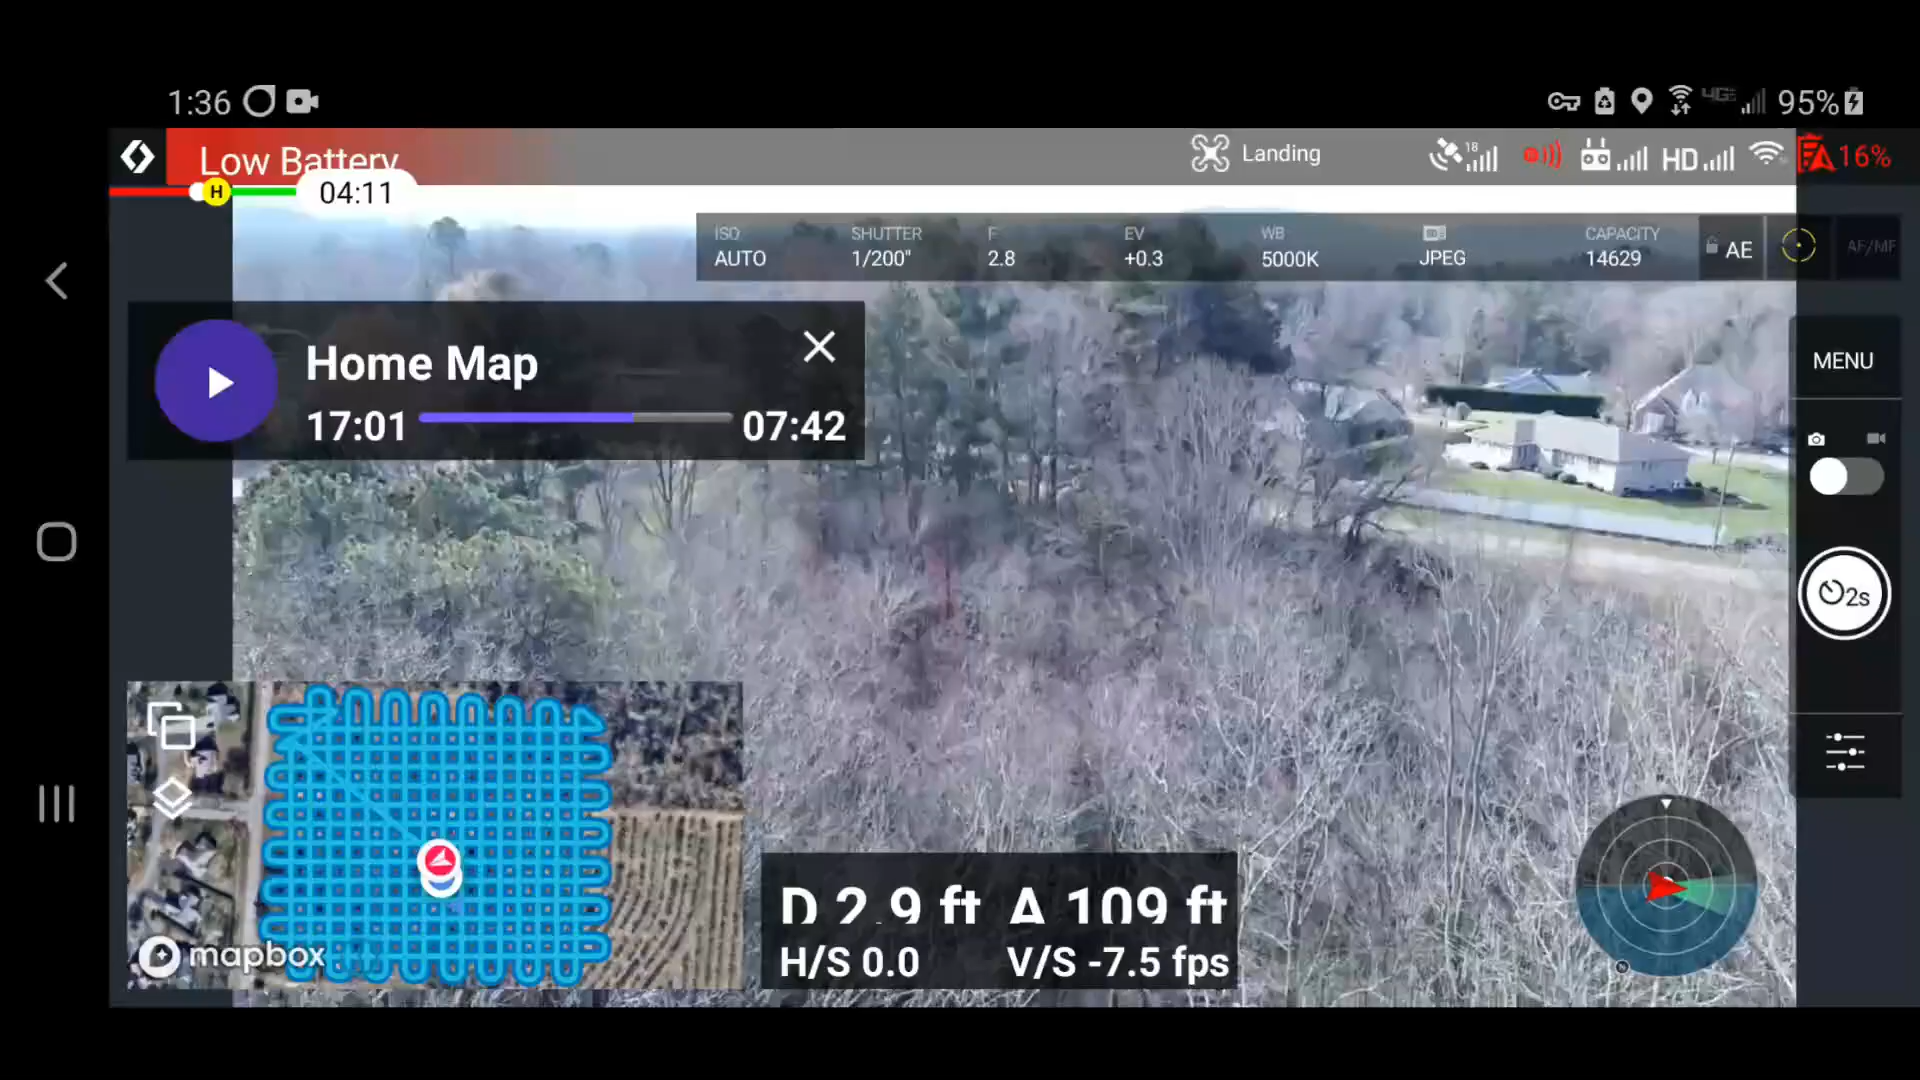 1:36
4G
95%
Low Battery
Landing
18
HD
16%
H
04:11
ISO
AUTO
SHUTTER
1/200"
F
2.8
EV
+0.3
WB
5000K
JPEG
CAPACITY
14629
AE
AF/MF
Home Map
17:01
07:42
MENU
2s
mapbox
D 2.9 ft A 109 ft
H/S 0.0 V/S -7.5 fps
N